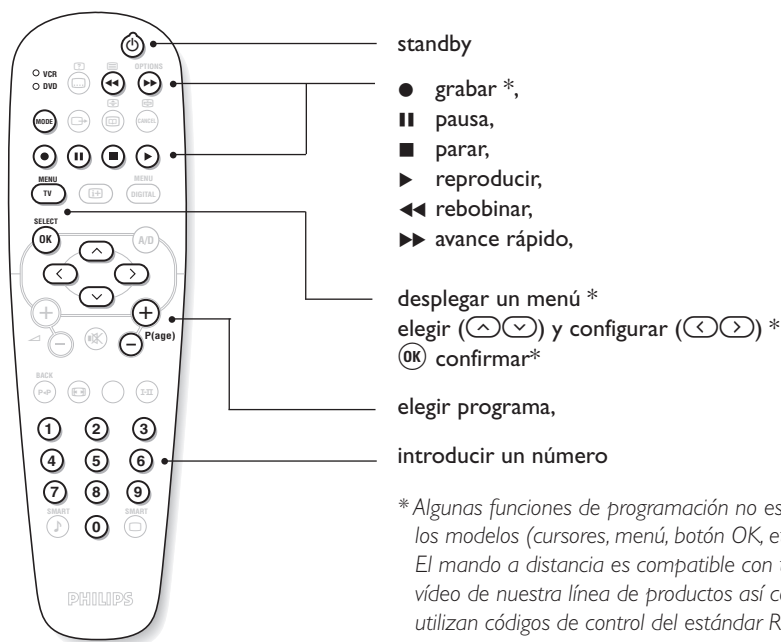 standby
VCR
DVD
OPTIONS
MODE
CANCEL
MENU
TV
MENU
DIGITAL
SELECT
OK
A/D
P(age)
BACK
P◂P
I-II
1 2 3
4 5 6
7 8 9
SMART
SMART
0
PHILIPS
● grabar *,
❚❚ pausa,
■ parar,
▶ reproducir,
◀◀ rebobinar,
▶▶ avance rápido,
desplegar un menú *
elegir (⌃⌄) y configurar (<>) *
OK confirmar*
elegir programa,
introducir un número
* Algunas funciones de programación no es
los modelos (cursores, menú, botón OK, e
El mando a distancia es compatible con
vídeo de nuestra línea de productos así c
utilizan códigos de control del estándar R